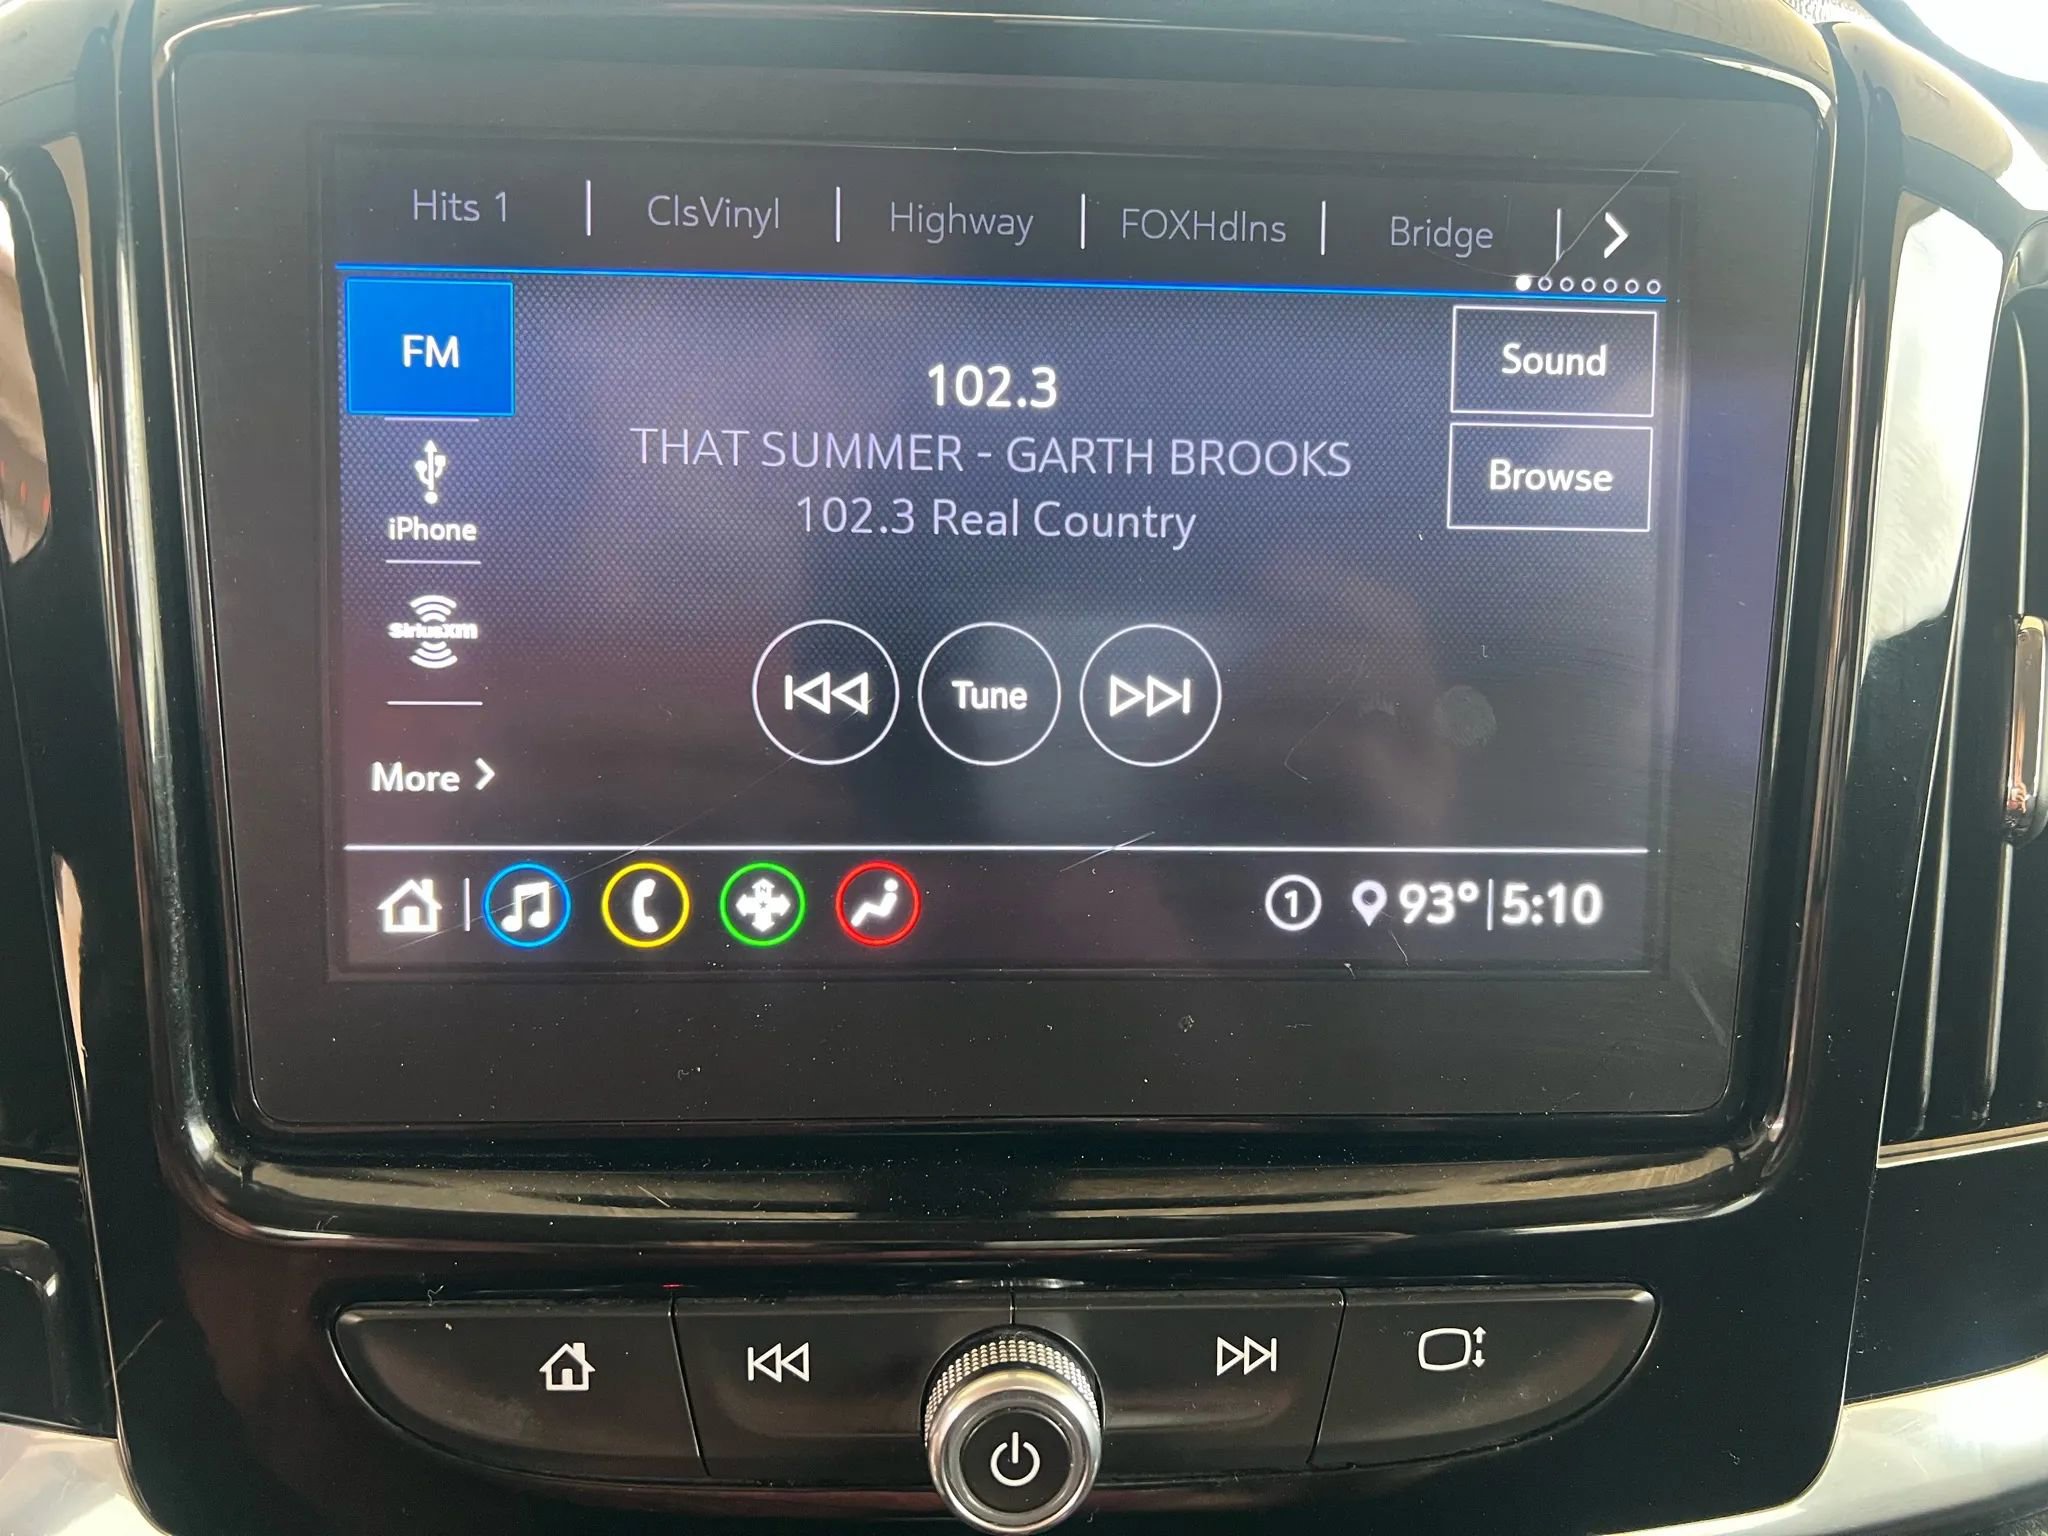 Hits 1 | ClsVinyl | Highway | FOXHdlns | Bridge |
FM
Sound
102.3
THAT SUMMER - GARTH BROOKS
Browse
102.3 Real Country
iPhone
SiriusXM
Tune
More
N
1 93° | 5:10